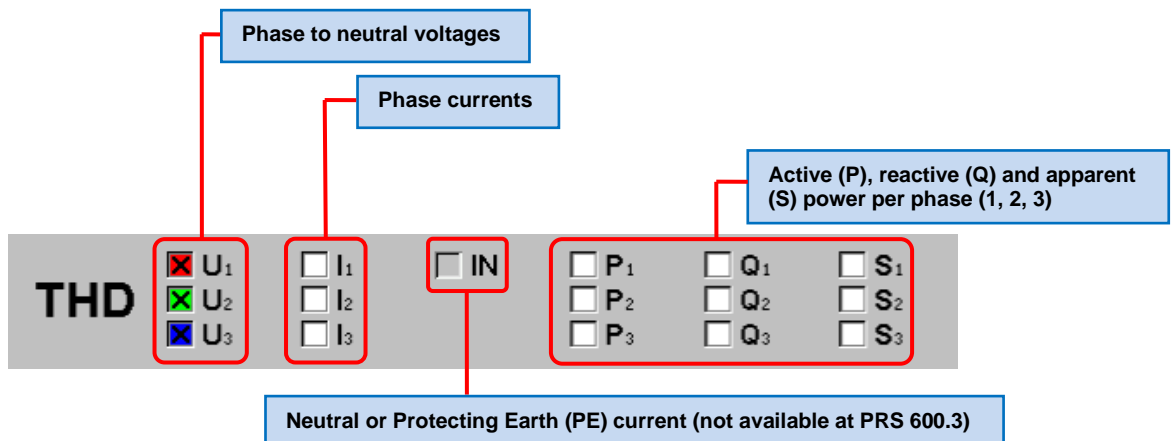 Phase to neutral voltages
Phase currents
Active (P), reactive (Q) and apparent
(S) power per phase (1, 2, 3)
THD
U1 I1 IN P1 Q1 S1
U2 I2 P2 Q2 S2
U3 I3 P3 Q3 S3
Neutral or Protecting Earth (PE) current (not available at PRS 600.3)